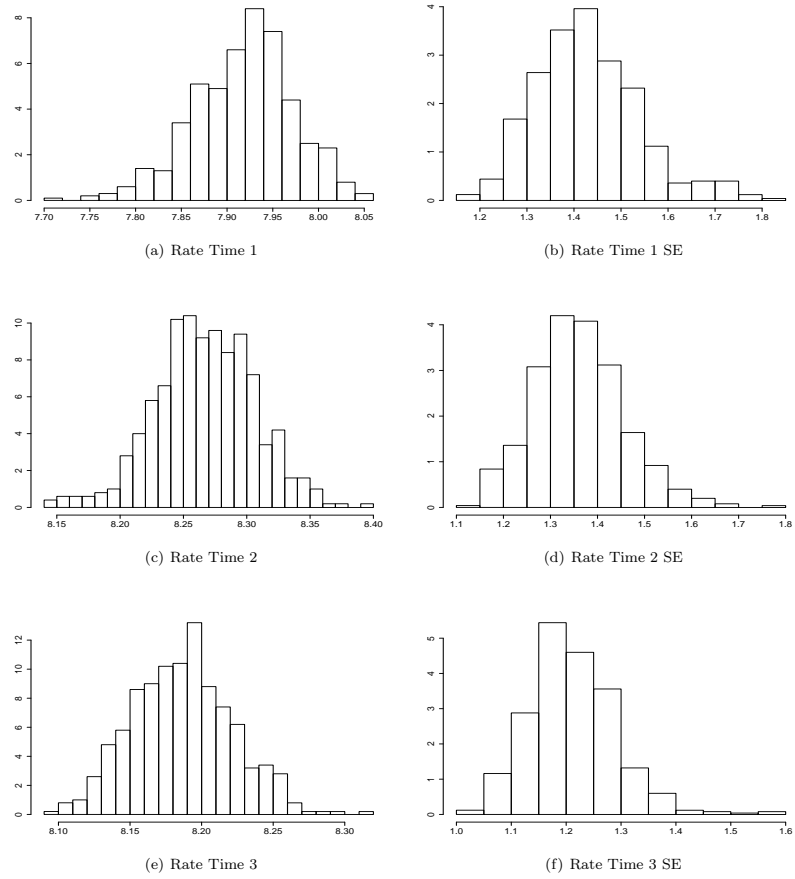 0 2 4 6 8
7.70 7.75 7.80 7.85 7.90 7.95 8.00 8.05
(a) Rate Time 1
0 1 2 3 4
1.2 1.3 1.4 1.5 1.6 1.7 1.8
(b) Rate Time 1 SE
0 2 4 6 8 10
8.15 8.20 8.25 8.30 8.35 8.40
(c) Rate Time 2
0 1 2 3 4
1.1 1.2 1.3 1.4 1.5 1.6 1.7 1.8
(d) Rate Time 2 SE
0 2 4 6 8 10 12
8.10 8.15 8.20 8.25 8.30
(e) Rate Time 3
0 1 2 3 4 5
1.0 1.1 1.2 1.3 1.4 1.5 1.6
(f) Rate Time 3 SE